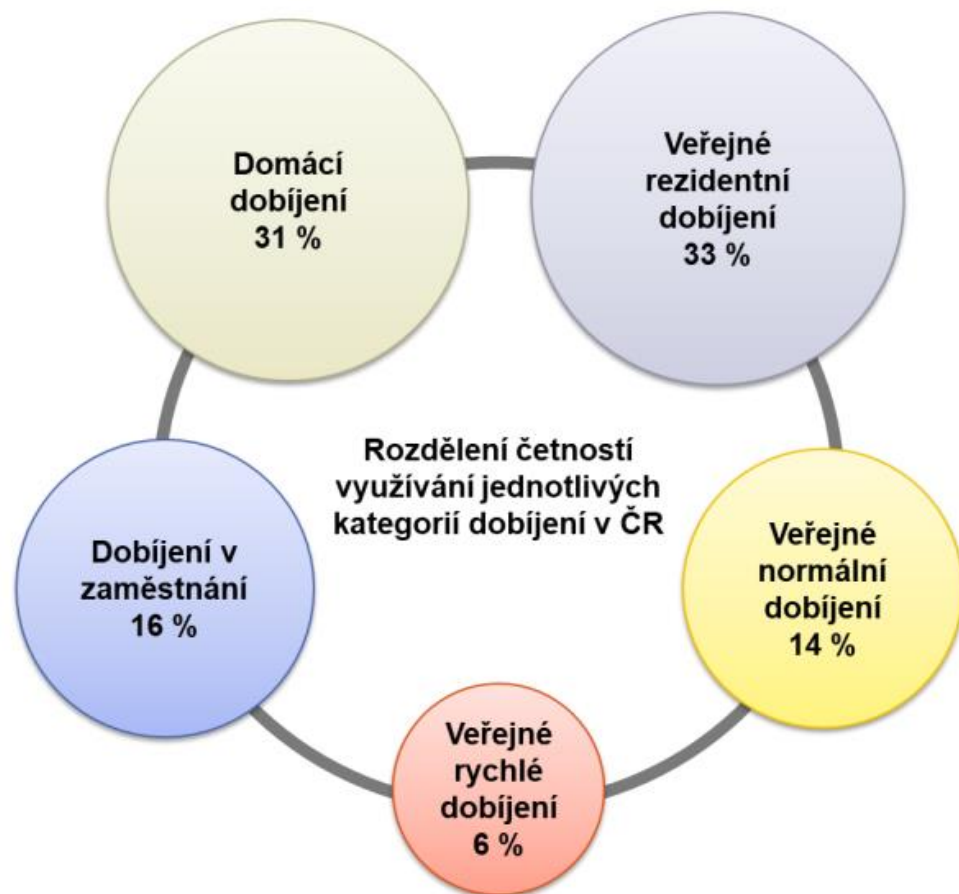 Domácí
dobíjení
31 %
Veřejné
rezidentní
dobíjení
33 %
Rozdělení četností
využívání jednotlivých
kategorií dobíjení v ČR
Dobíjení v
zaměstnání
16 %
Veřejné
normální
dobíjení
14 %
Veřejné
rychlé
dobíjení
6 %